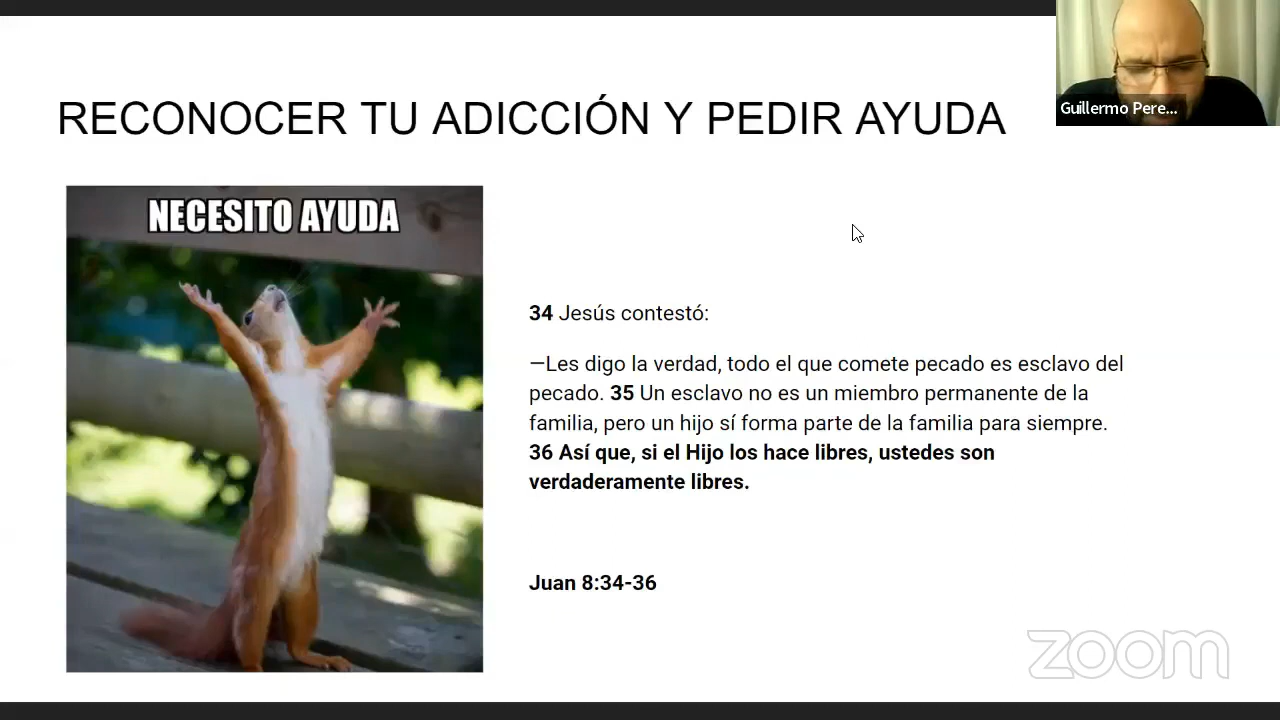 Guillermo Pere...
RECONOCER TU ADICCIÓN Y PEDIR AYUDA
NECESITO AYUDA
34 Jesús contestó:
—Les digo la verdad, todo el que comete pecado es esclavo del
pecado. 35 Un esclavo no es un miembro permanente de la
familia, pero un hijo sí forma parte de la familia para siempre.
36 Así que, si el Hijo los hace libres, ustedes son
verdaderamente libres.
Juan 8:34-36
zoom